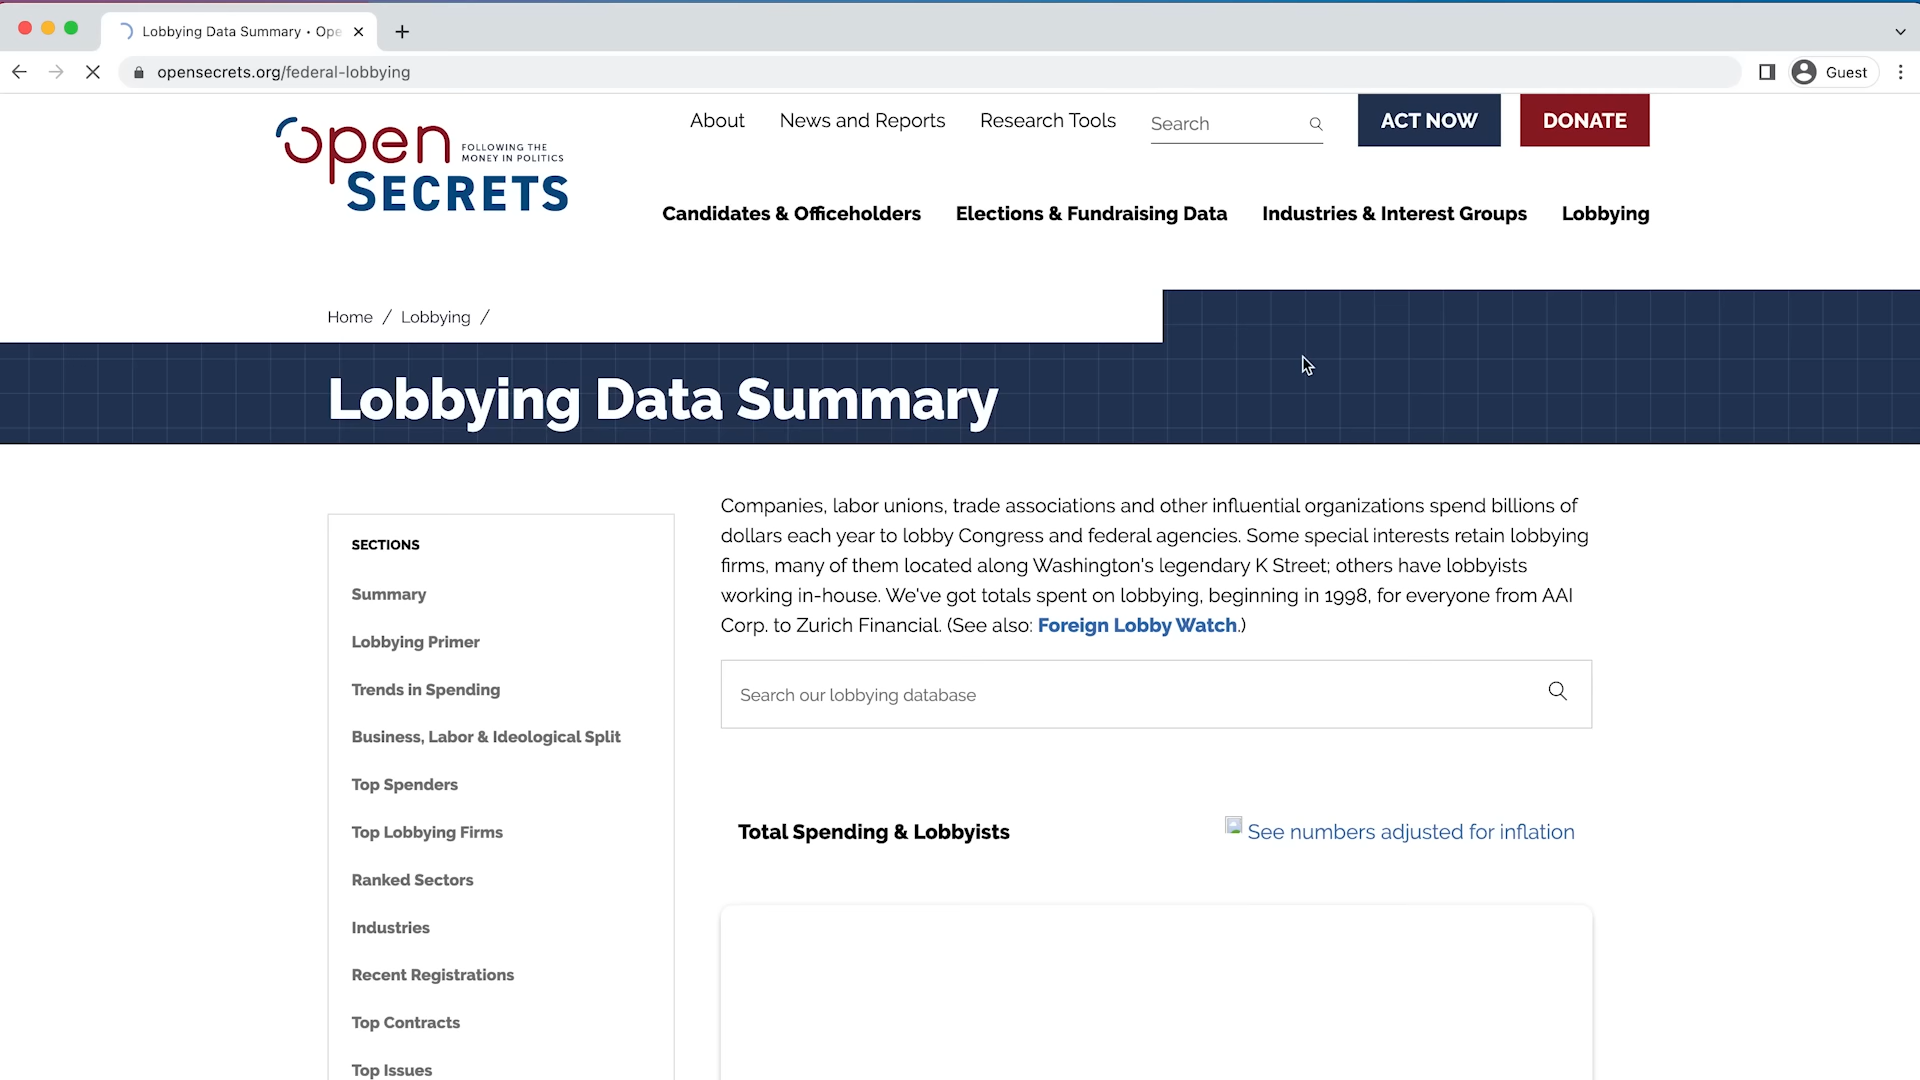 Lobbying Data Summary • Ope
opensecrets.org/federal-lobbying
Guest
About
News and Reports
Research Tools
Search
ACT NOW
DONATE
open
FOLLOWING THE
MONEY IN POLITICS
SECRETS
Candidates & Officeholders
Elections & Fundraising Data
Industries & Interest Groups
Lobbying
Home / Lobbying /
Lobbying Data Summary
SECTIONS
Summary
Lobbying Primer
Trends in Spending
Business, Labor & Ideological Split
Top Spenders
Top Lobbying Firms
Ranked Sectors
Industries
Recent Registrations
Top Contracts
Top Issues
Companies, labor unions, trade associations and other influential organizations spend billions of
dollars each year to lobby Congress and federal agencies. Some special interests retain lobbying
firms, many of them located along Washington's legendary K Street; others have lobbyists
working in-house. We've got totals spent on lobbying, beginning in 1998, for everyone from AAI
Corp. to Zurich Financial. (See also: Foreign Lobby Watch.)
Search our lobbying database
Total Spending & Lobbyists
See numbers adjusted for inflation